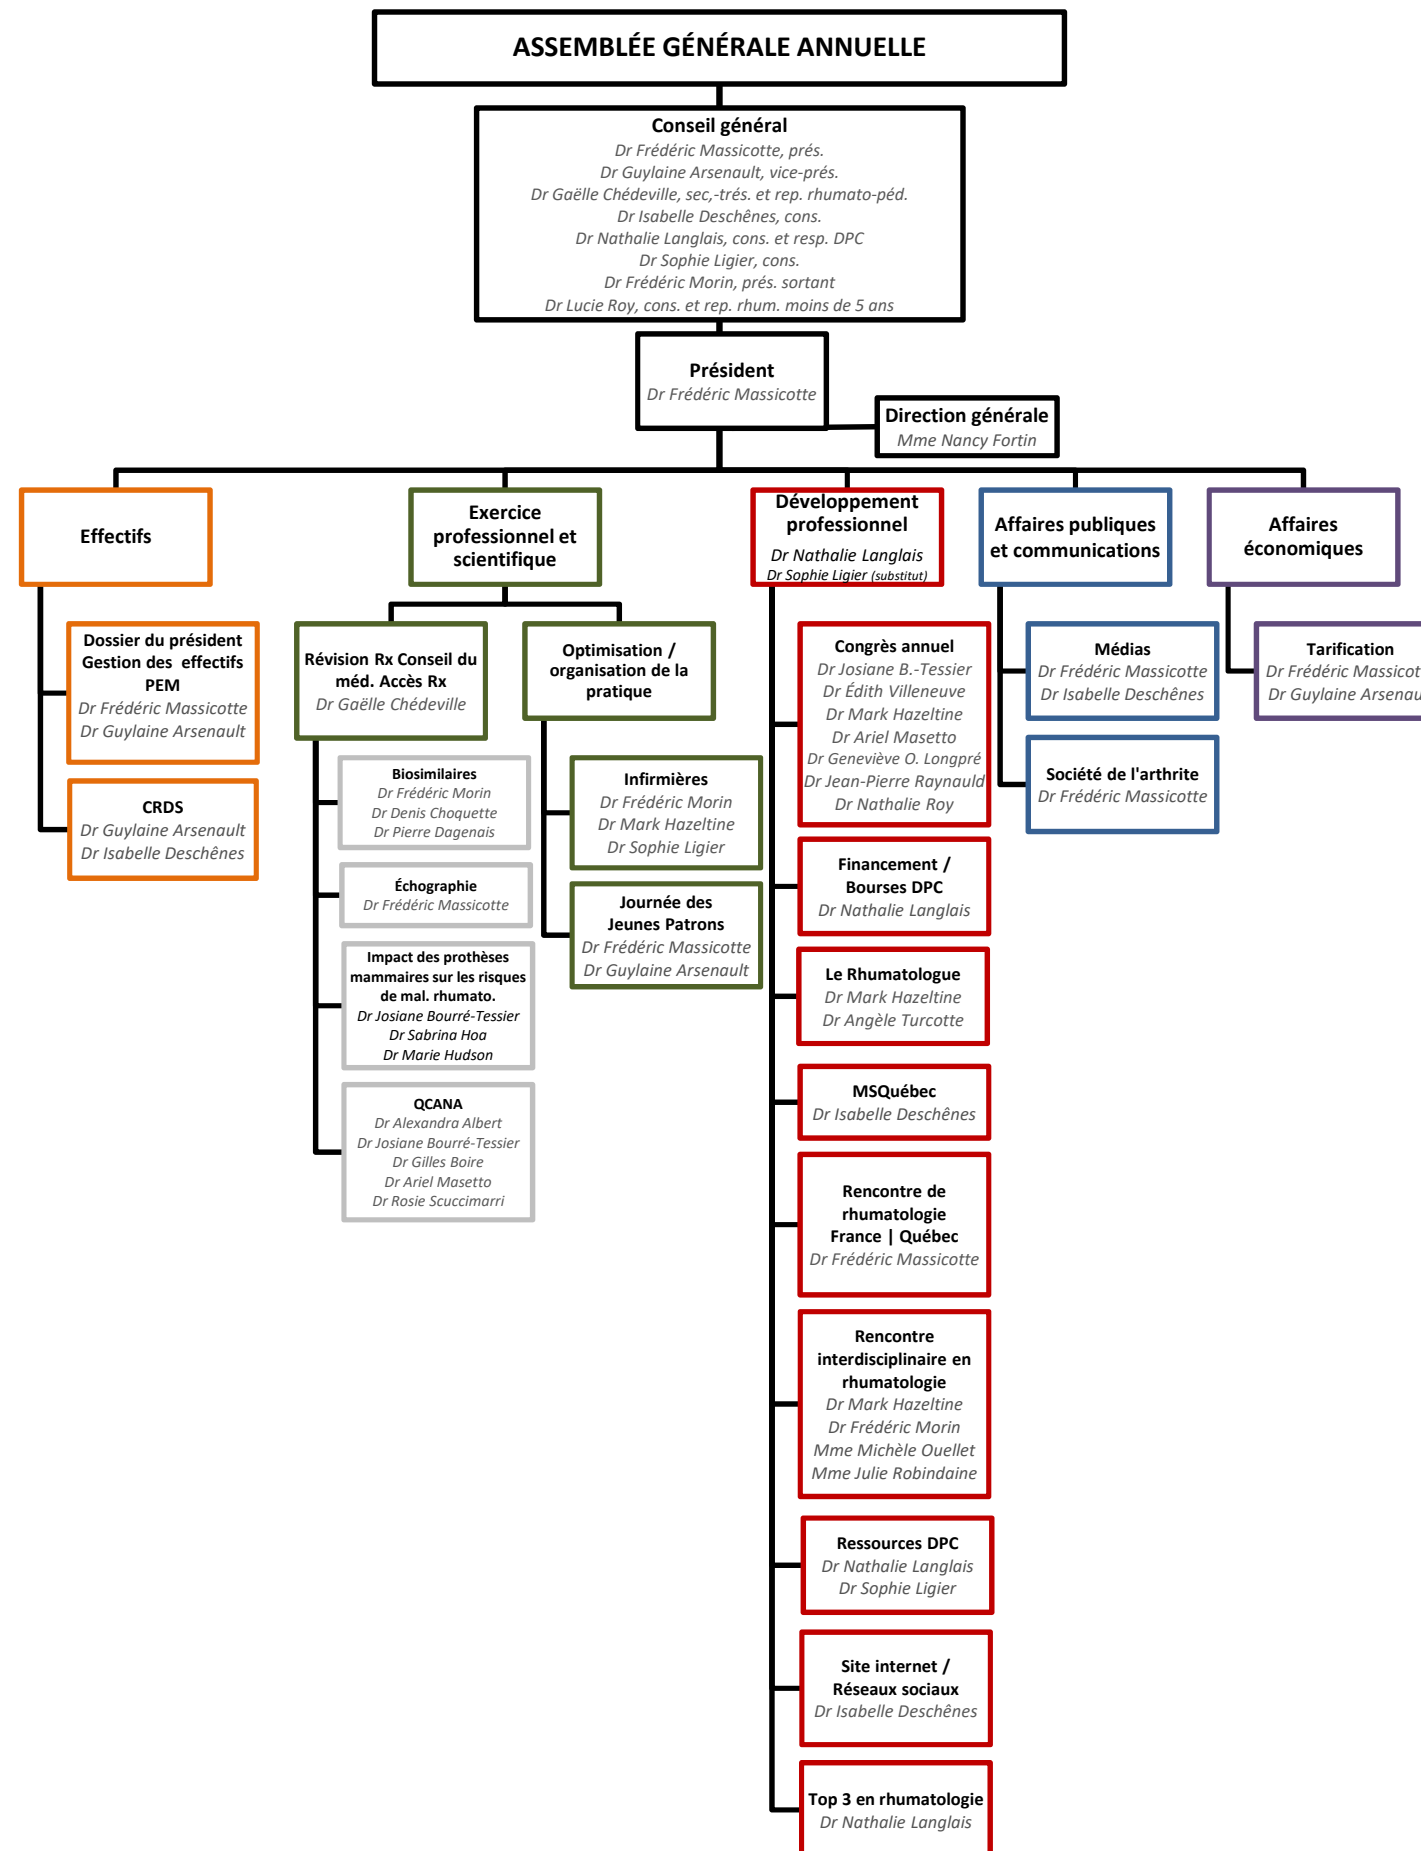 ASSEMBLÉE GÉNÉRALE ANNUELLE
Conseil général
Dr Frédéric Massicotte, prés.
Dr Guylaine Arsenault, vice-prés.
Dr Gaëlle Chédeville, sec,-trés. et rep. rhumato-péd.
Dr Isabelle Deschênes, cons.
Dr Nathalie Langlais, cons. et resp. DPC
Dr Sophie Ligier, cons.
Dr Frédéric Morin, prés. sortant
Dr Lucie Roy, cons. et rep. rhum. moins de 5 ans
Président
Dr Frédéric Massicotte
Direction générale
Mme Nancy Fortin
Effectifs
Dossier du président
Gestion des effectifs
PEM
Dr Frédéric Massicotte
Dr Guylaine Arsenault
CRDS
Dr Guylaine Arsenault
Dr Isabelle Deschênes
Exercice
professionnel et
scientifique
Révision Rx Conseil du
méd. Accès Rx
Dr Gaëlle Chédeville
Biosimilaires
Dr Frédéric Morin
Dr Denis Choquette
Dr Pierre Dagenais
Échographie
Dr Frédéric Massicotte
Impact des prothèses
mammaires sur les risques
de mal. rhumato.
Dr Josiane Bourré-Tessier
Dr Sabrina Hoa
Dr Marie Hudson
QCANA
Dr Alexandra Albert
Dr Josiane Bourré-Tessier
Dr Gilles Boire
Dr Ariel Masetto
Dr Rosie Scuccimarri
Optimisation /
organisation de la
pratique
Infirmières
Dr Frédéric Morin
Dr Mark Hazeltine
Dr Sophie Ligier
Journée des
Jeunes Patrons
Dr Frédéric Massicotte
Dr Guylaine Arsenault
Développement
professionnel
Dr Nathalie Langlais
Dr Sophie Ligier (substitut)
Congrès annuel
Dr Josiane B.-Tessier
Dr Édith Villeneuve
Dr Mark Hazeltine
Dr Ariel Masetto
Dr Geneviève O. Longpré
Dr Jean-Pierre Raynauld
Dr Nathalie Roy
Financement /
Bourses DPC
Dr Nathalie Langlais
Le Rhumatologue
Dr Mark Hazeltine
Dr Angèle Turcotte
MSQuébec
Dr Isabelle Deschênes
Rencontre de
rhumatologie
France | Québec
Dr Frédéric Massicotte
Rencontre
interdisciplinaire en
rhumatologie
Dr Mark Hazeltine
Dr Frédéric Morin
Mme Michèle Ouellet
Mme Julie Robindaine
Ressources DPC
Dr Nathalie Langlais
Dr Sophie Ligier
Site internet /
Réseaux sociaux
Dr Isabelle Deschênes
Top 3 en rhumatologie
Dr Nathalie Langlais
Affaires publiques
et communications
Médias
Dr Frédéric Massicotte
Dr Isabelle Deschênes
Société de l'arthrite
Dr Frédéric Massicotte
Affaires
économiques
Tarification
Dr Frédéric Massicot
Dr Guylaine Arsenau